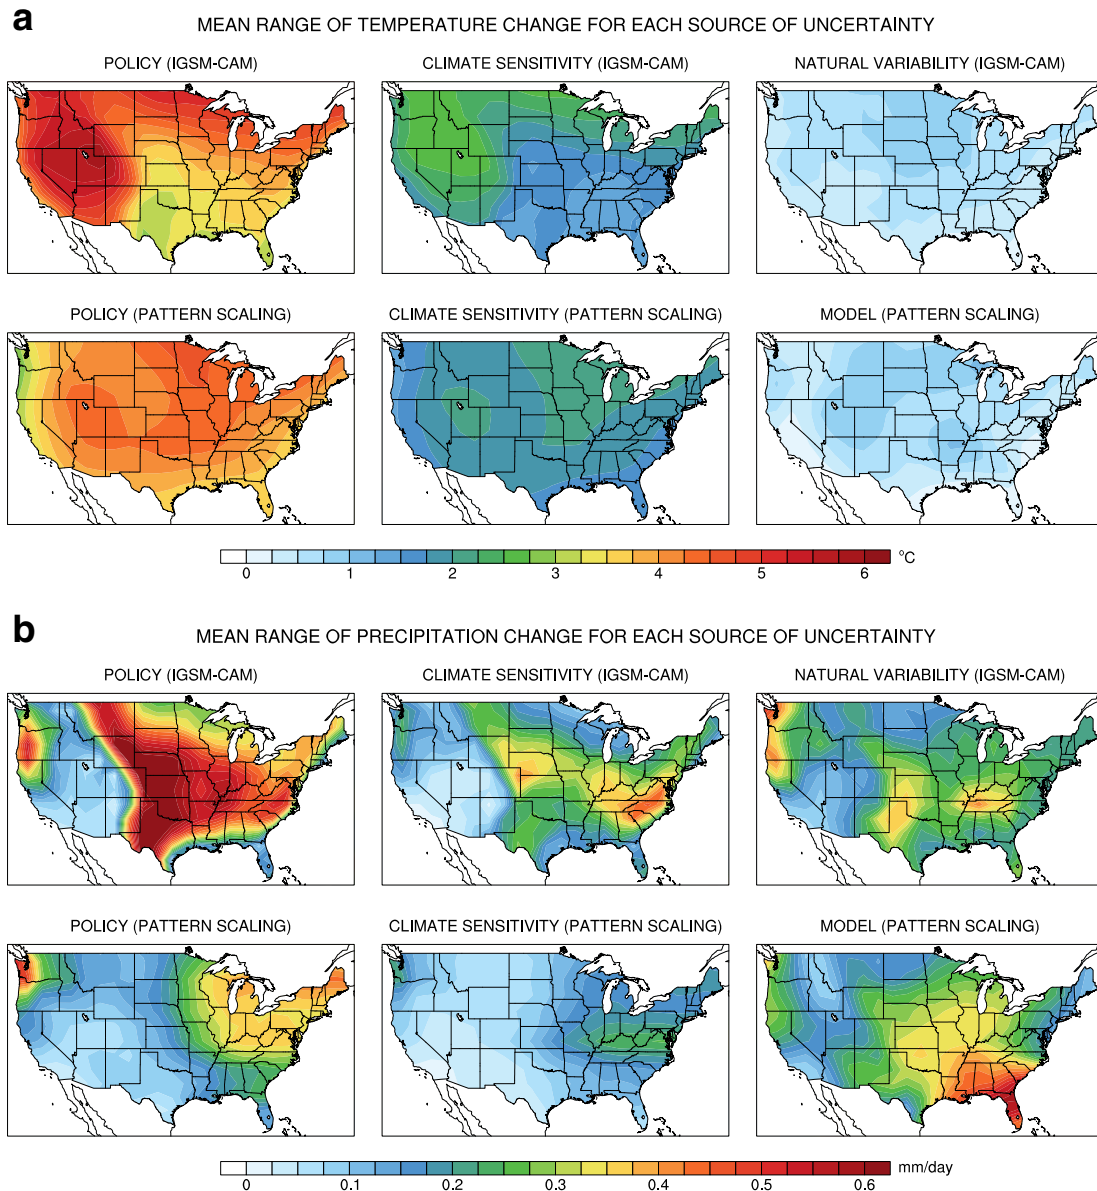 a
MEAN RANGE OF TEMPERATURE CHANGE FOR EACH SOURCE OF UNCERTAINTY
POLICY (IGSM-CAM)
CLIMATE SENSITIVITY (IGSM-CAM)
NATURAL VARIABILITY (IGSM-CAM)
POLICY (PATTERN SCALING)
CLIMATE SENSITIVITY (PATTERN SCALING)
MODEL (PATTERN SCALING)
0 1 2 3 4 5 6 °C
b
MEAN RANGE OF PRECIPITATION CHANGE FOR EACH SOURCE OF UNCERTAINTY
POLICY (IGSM-CAM)
CLIMATE SENSITIVITY (IGSM-CAM)
NATURAL VARIABILITY (IGSM-CAM)
POLICY (PATTERN SCALING)
CLIMATE SENSITIVITY (PATTERN SCALING)
MODEL (PATTERN SCALING)
0 0.1 0.2 0.3 0.4 0.5 0.6 mm/day